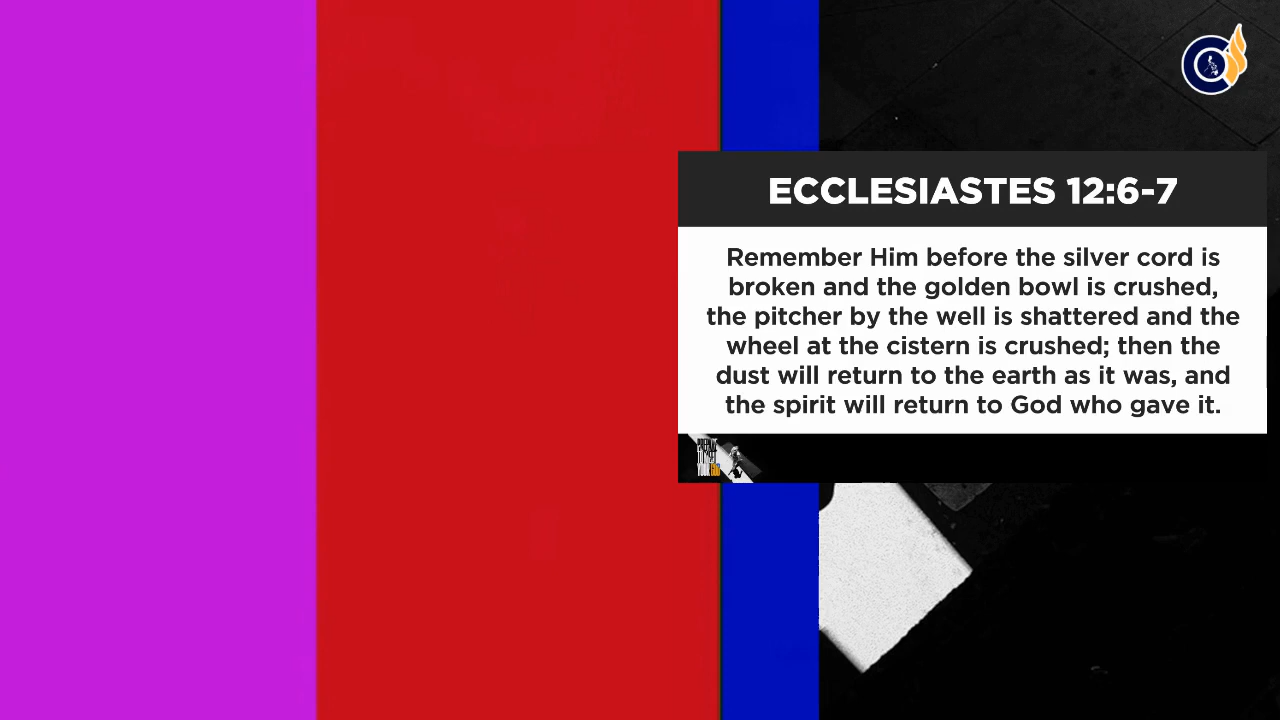 ECCLESIASTES 12:6-7
Remember Him before the silver cord is
broken and the golden bowl is crushed,
the pitcher by the well is shattered and the
wheel at the cistern is crushed; then the
dust will return to the earth as it was, and
the spirit will return to God who gave it.